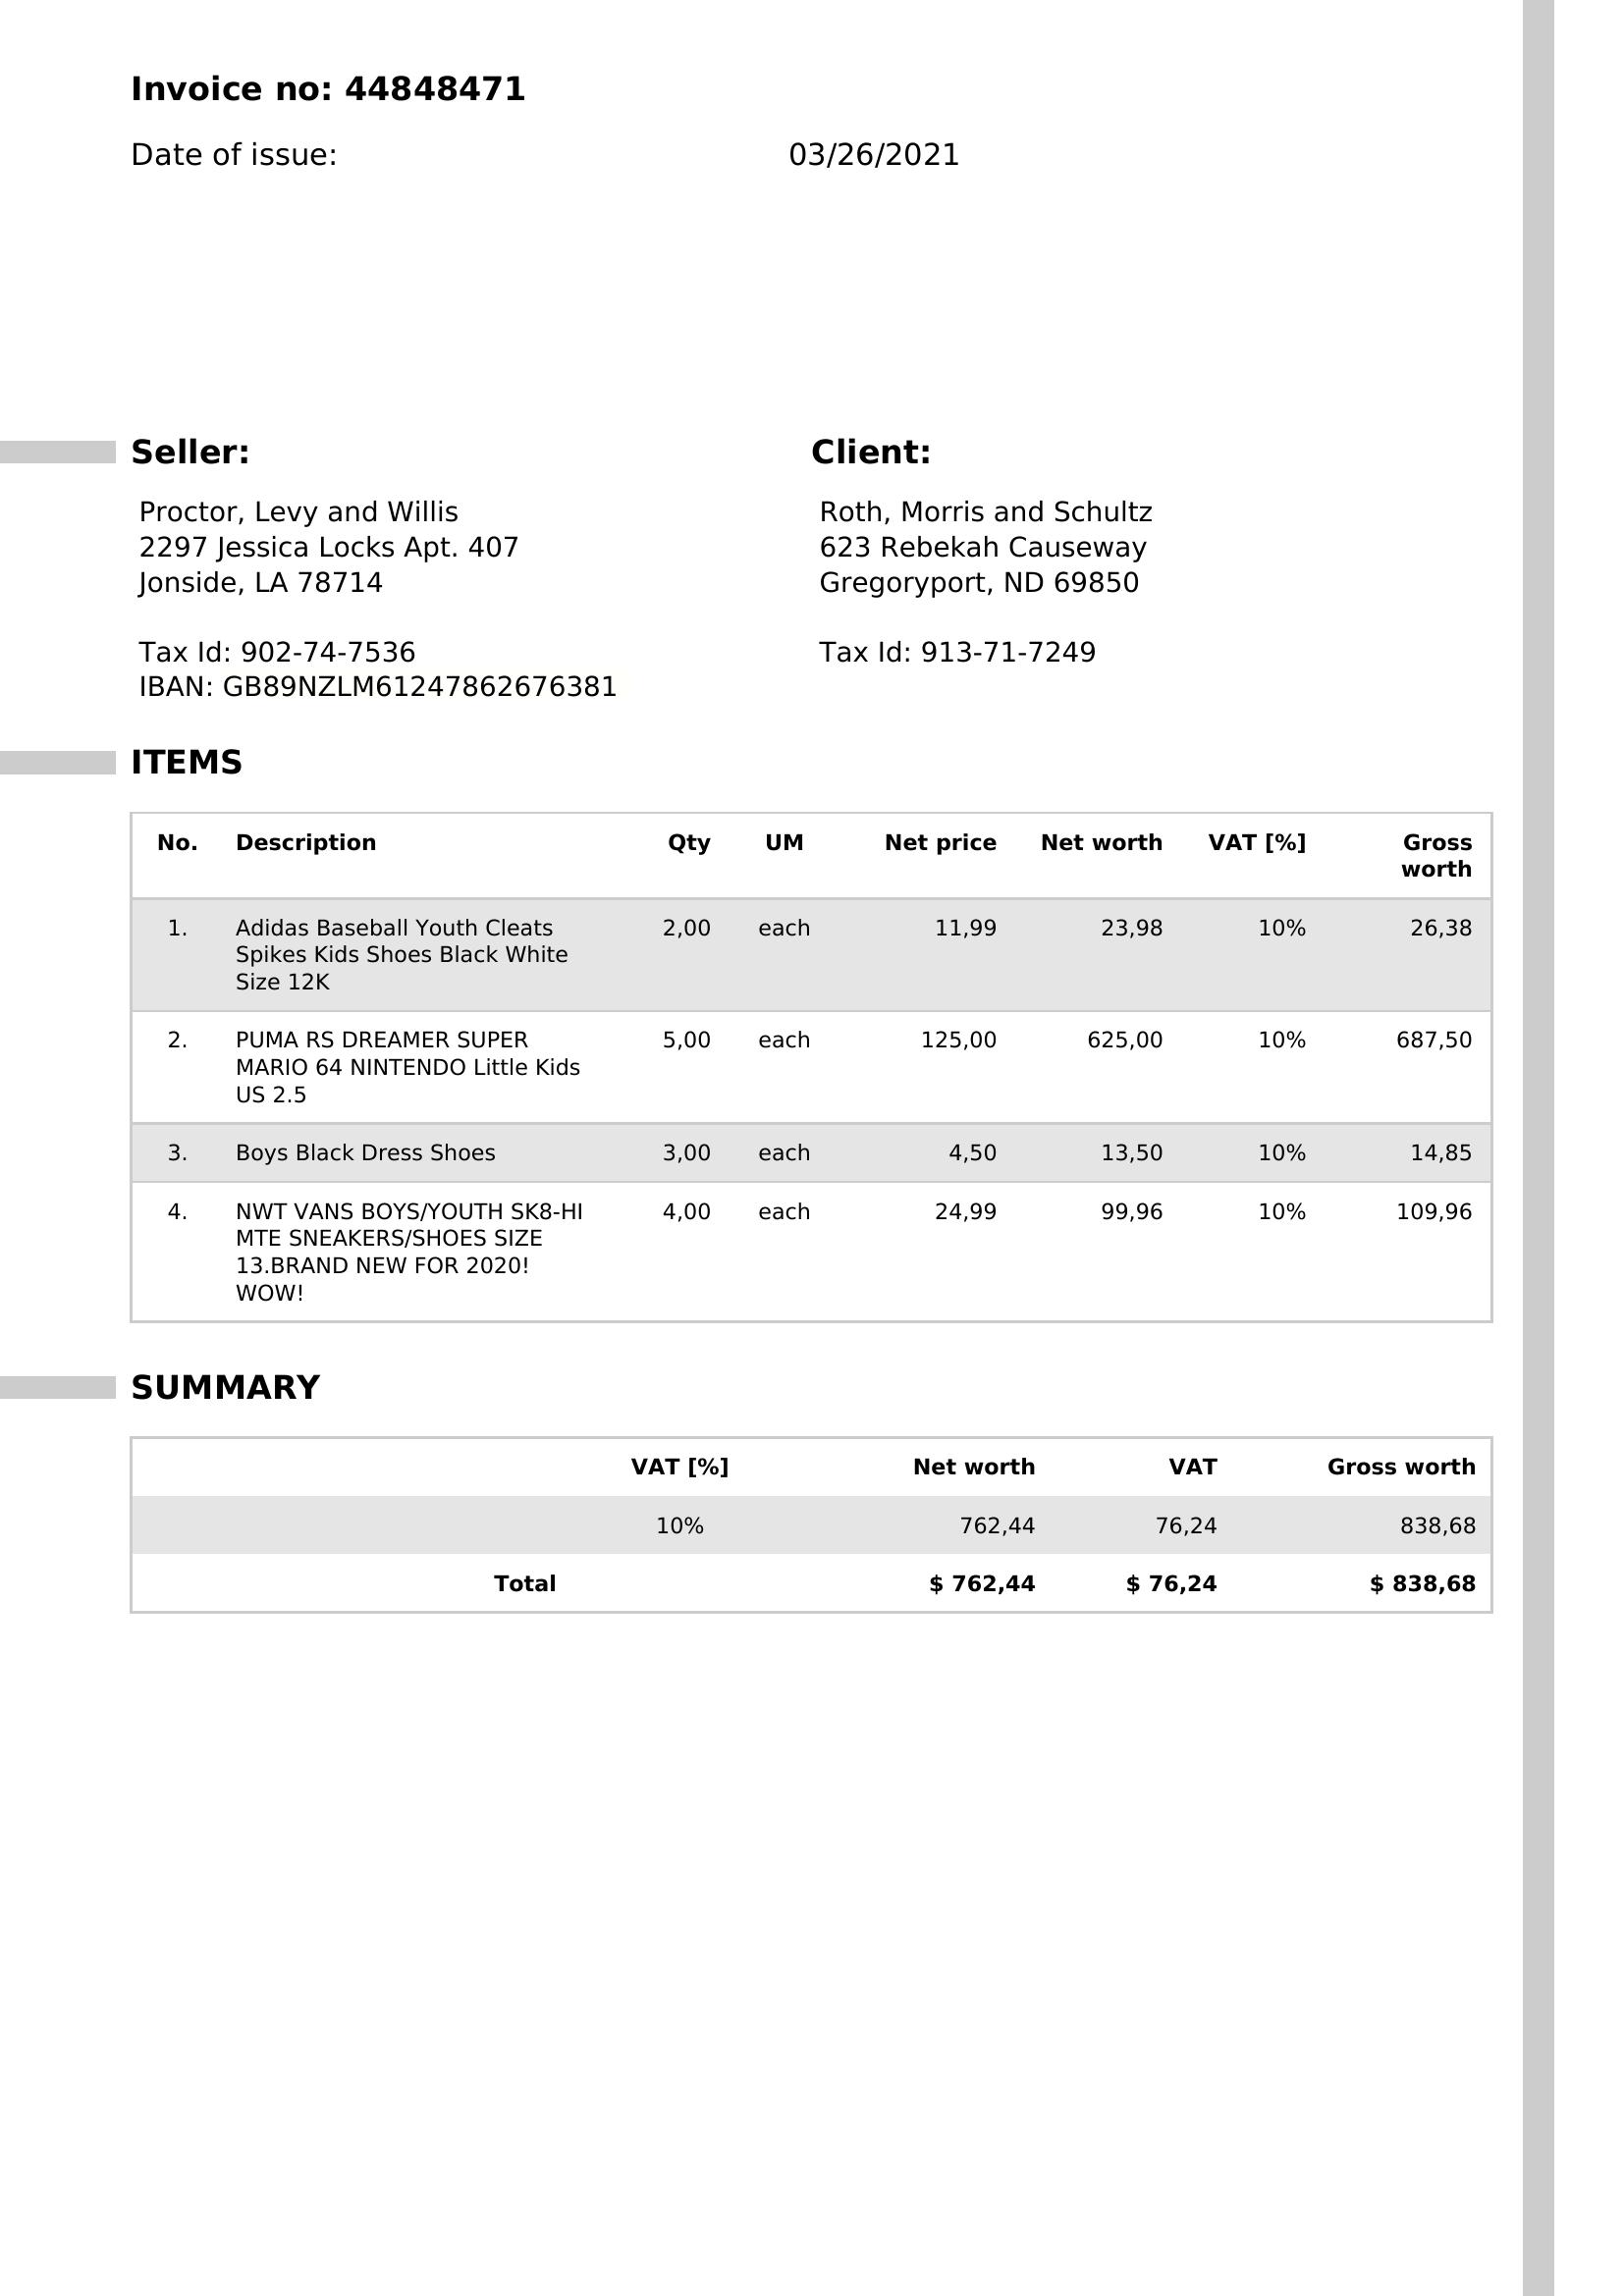 Invoice no: 44848471
Date of issue: 03/26/2021
Seller:
Proctor, Levy and Willis
2297 Jessica Locks Apt. 407
Jonside, LA 78714
Tax Id: 902-74-7536
IBAN: GB89NZLM61247862676381
Client:
Roth, Morris and Schultz
623 Rebekah Causeway
Gregoryport, ND 69850
Tax Id: 913-71-7249
ITEMS
No. Description Qty UM Net price Net worth VAT [%] Gross
worth
1. Adidas Baseball Youth Cleats 2,00 each 11,99 23,98 10% 26,38
Spikes Kids Shoes Black White
Size 12K
2. PUMA RS DREAMER SUPER 5,00 each 125,00 625,00 10% 687,50
MARIO 64 NINTENDO Little Kids
US 2.5
3. Boys Black Dress Shoes 3,00 each 4,50 13,50 10% 14,85
4. NWT VANS BOYS/YOUTH SK8-HI 4,00 each 24,99 99,96 10% 109,96
MTE SNEAKERS/SHOES SIZE
13.BRAND NEW FOR 2020!
WOW!
SUMMARY
VAT [%] Net worth VAT Gross worth
10% 762,44 76,24 838,68
Total $ 762,44 $ 76,24 $ 838,68